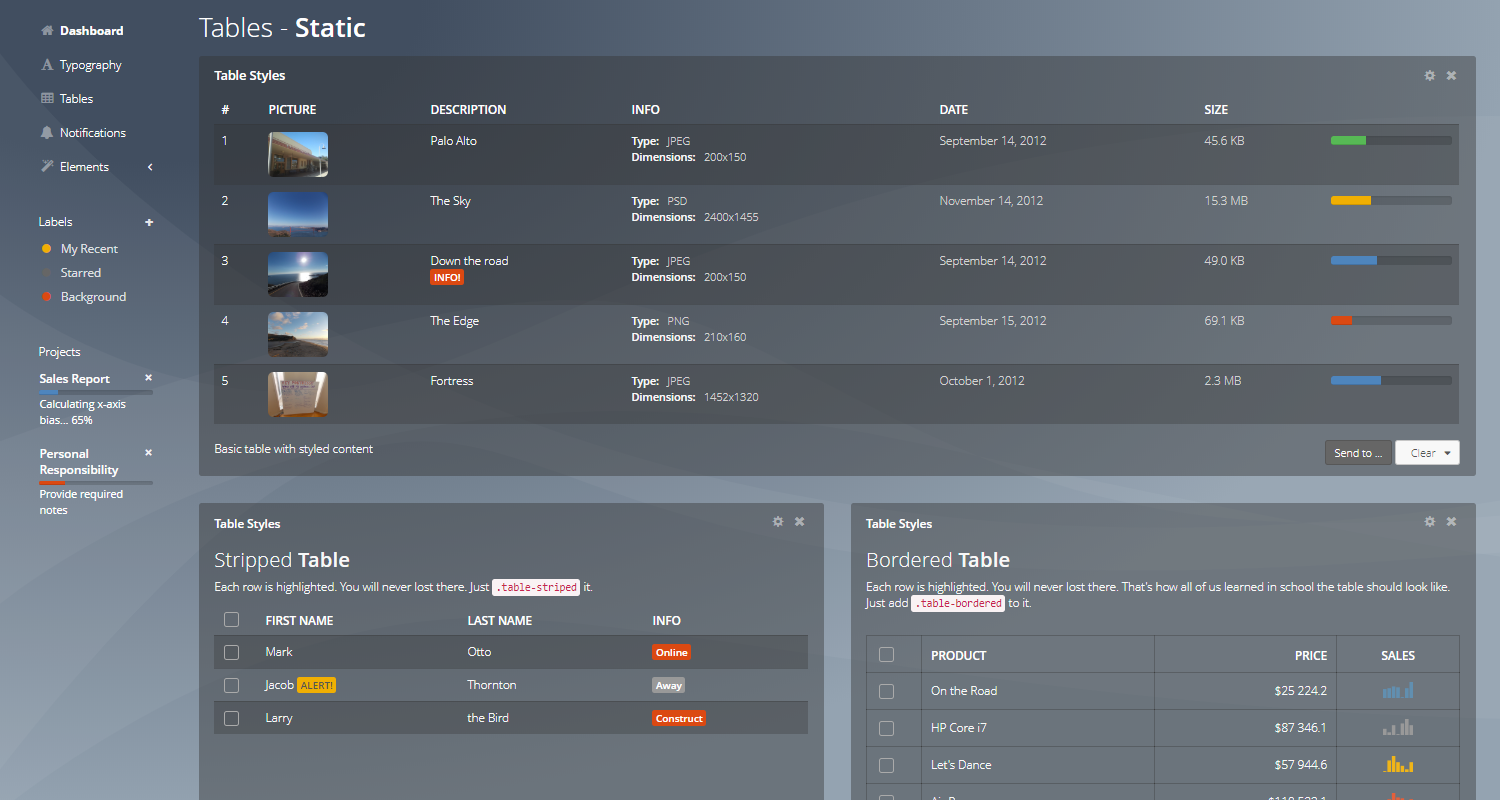 Dashboard
Typography
Tables
Notifications
Elements
Labels
My Recent
Starred
Background
Projects
Sales Report
Calculating x-axis
bias... 65%
Personal
Responsibility
Provide required
notes
Tables - Static
Table Styles
# PICTURE DESCRIPTION INFO DATE SIZE
1 Palo Alto Type: JPEG September 14, 2012 45.6 KB
Dimensions: 200x150
2 The Sky Type: PSD November 14, 2012 15.3 MB
Dimensions: 2400x1455
3 Down the road Type: JPEG September 14, 2012 49.0 KB
INFO! Dimensions: 200x150
4 The Edge Type: PNG September 15, 2012 69.1 KB
Dimensions: 210x160
5 Fortress Type: JPEG October 1, 2012 2.3 MB
Dimensions: 1452x1320
Basic table with styled content
Send to ... Clear
Table Styles
Stripped Table
Each row is highlighted. You will never lost there. Just .table-striped it.
FIRST NAME LAST NAME INFO
Mark Otto Online
Jacob ALERT! Thornton Away
Larry the Bird Construct
Table Styles
Bordered Table
Each row is highlighted. You will never lost there. That's how all of us learned in school the table should look like.
Just add .table-bordered to it.
PRODUCT PRICE SALES
On the Road $25 224.2
HP Core i7 $87 346.1
Let's Dance $57 944.6